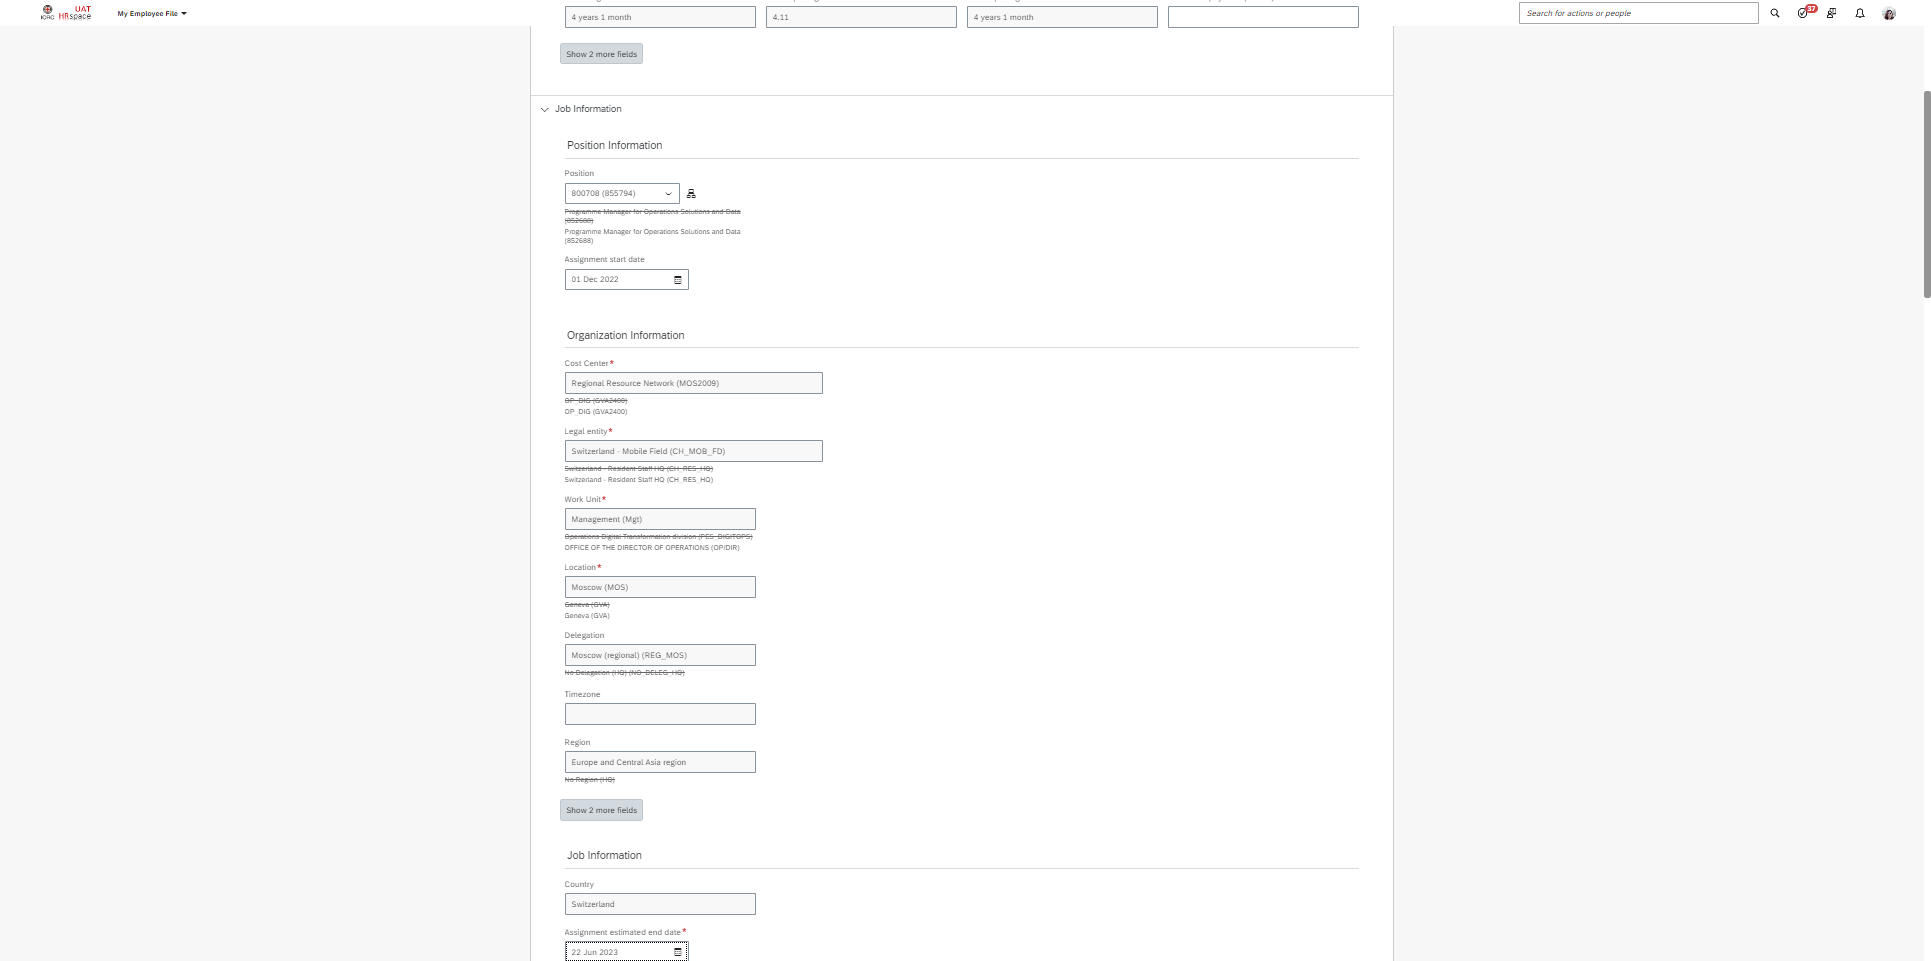 ICRC
UAT
HRspace
My Employee File
Search for actions or people
37
4 years 1 month
4.11
4 years 1 month
Show 2 more fields
Job Information
Position Information
Position
800708 (855794)
Programme Manager for Operations Solutions and Data
(852688)
Programme Manager for Operations Solutions and Data
(852688)
Assignment start date
01 Dec 2022
Organization Information
Cost Center*
Regional Resource Network (MOS2009)
OP_DIG (GVA2400)
OP_DIG (GVA2400)
Legal entity*
Switzerland - Mobile Field (CH_MOB_FD)
Switzerland - Resident Staff HQ (CH_RES_HQ)
Switzerland - Resident Staff HQ (CH_RES_HQ)
Work Unit*
Management (Mgt)
Operations Digital Transformation division (PES_DIGITOPS)
OFFICE OF THE DIRECTOR OF OPERATIONS (OP/DIR)
Location*
Moscow (MOS)
Geneva (GVA)
Geneva (GVA)
Delegation
Moscow (regional) (REG_MOS)
No Delegation (HQ) (NO_DELEG_HQ)
Timezone
Region
Europe and Central Asia region
No Region (HQ)
Show 2 more fields
Job Information
Country
Switzerland
Assignment estimated end date*
22 Jun 2023